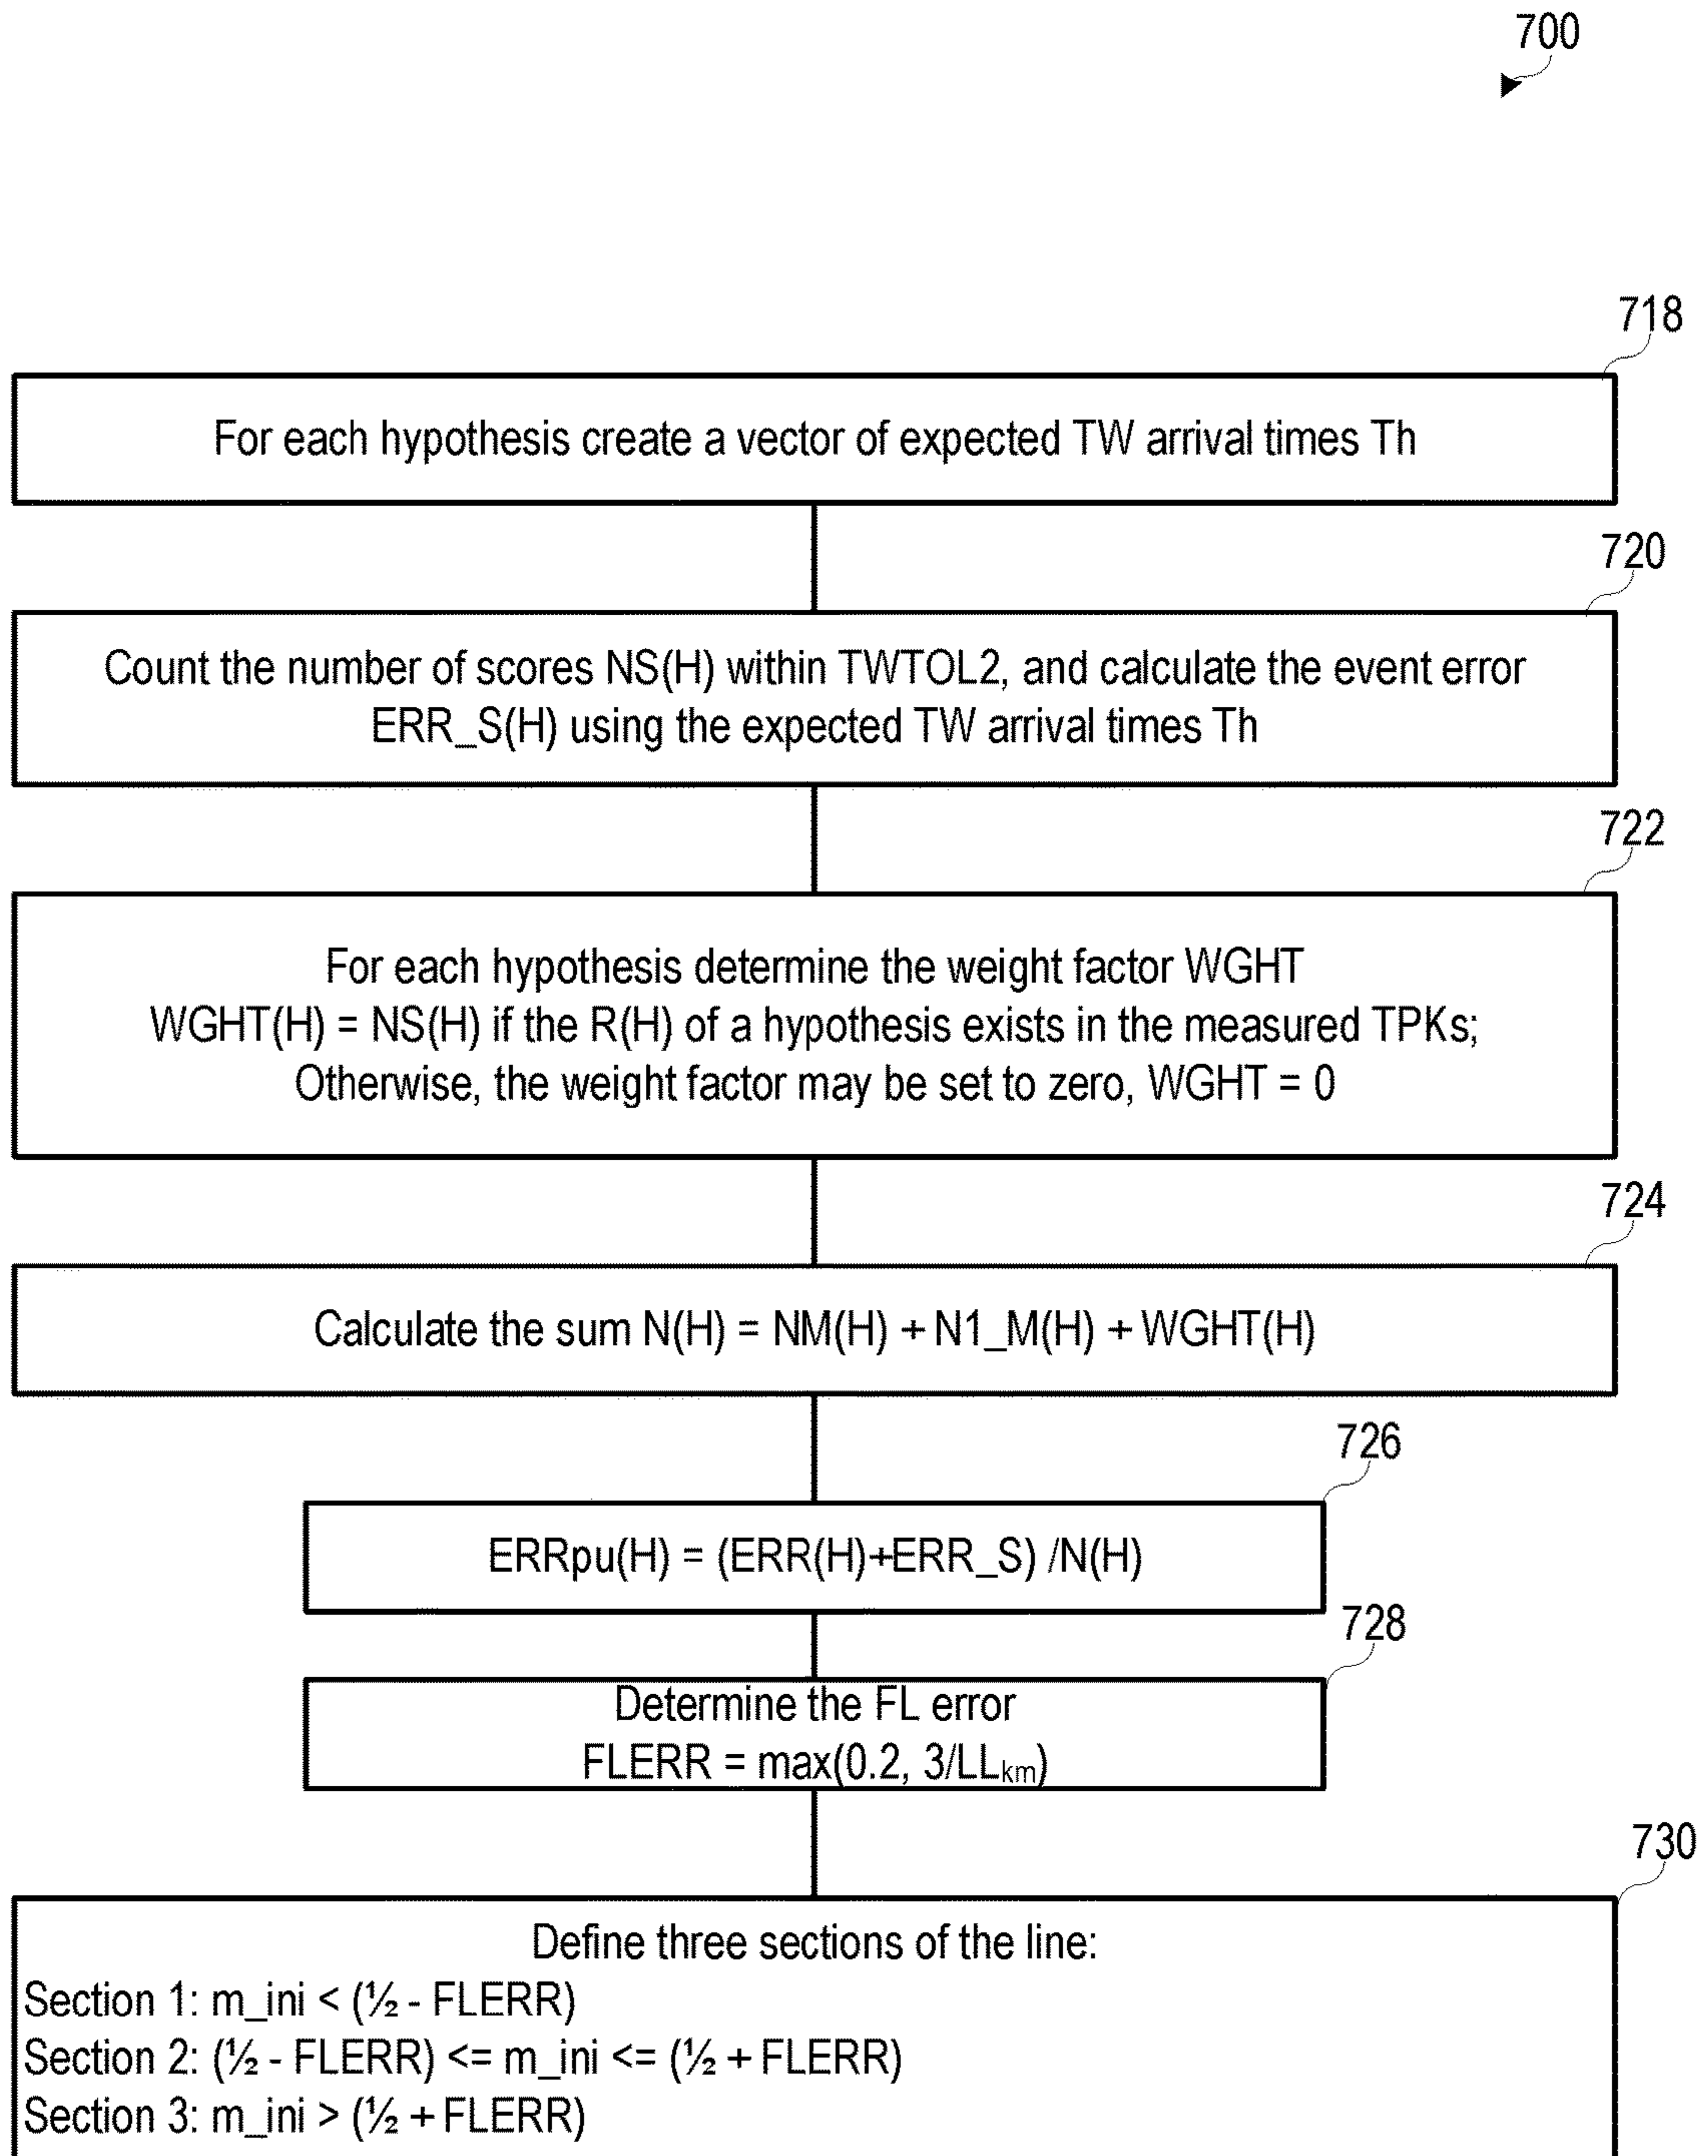 700
718
For each hypothesis create a vector of expected TW arrival times Th
720
Count the number of scores NS(H) within TWTOL2, and calculate the event error
ERR_S(H) using the expected TW arrival times Th
722
For each hypothesis determine the weight factor WGHT
WGHT(H) = NS(H) if the R(H) of a hypothesis exists in the measured TPKs;
Otherwise, the weight factor may be set to zero, WGHT = 0
724
Calculate the sum N(H) = NM(H) + N1_M(H) + WGHT(H)
726
ERRpu(H) = (ERR(H)+ERR_S) /N(H)
728
Determine the FL error
FLERR = max(0.2, 3/LLkm)
730
Define three sections of the line:
Section 1: m_ini < (½ - FLERR)
Section 2: (½ - FLERR) <= m_ini <= (½ + FLERR)
Section 3: m_ini > (½ + FLERR)